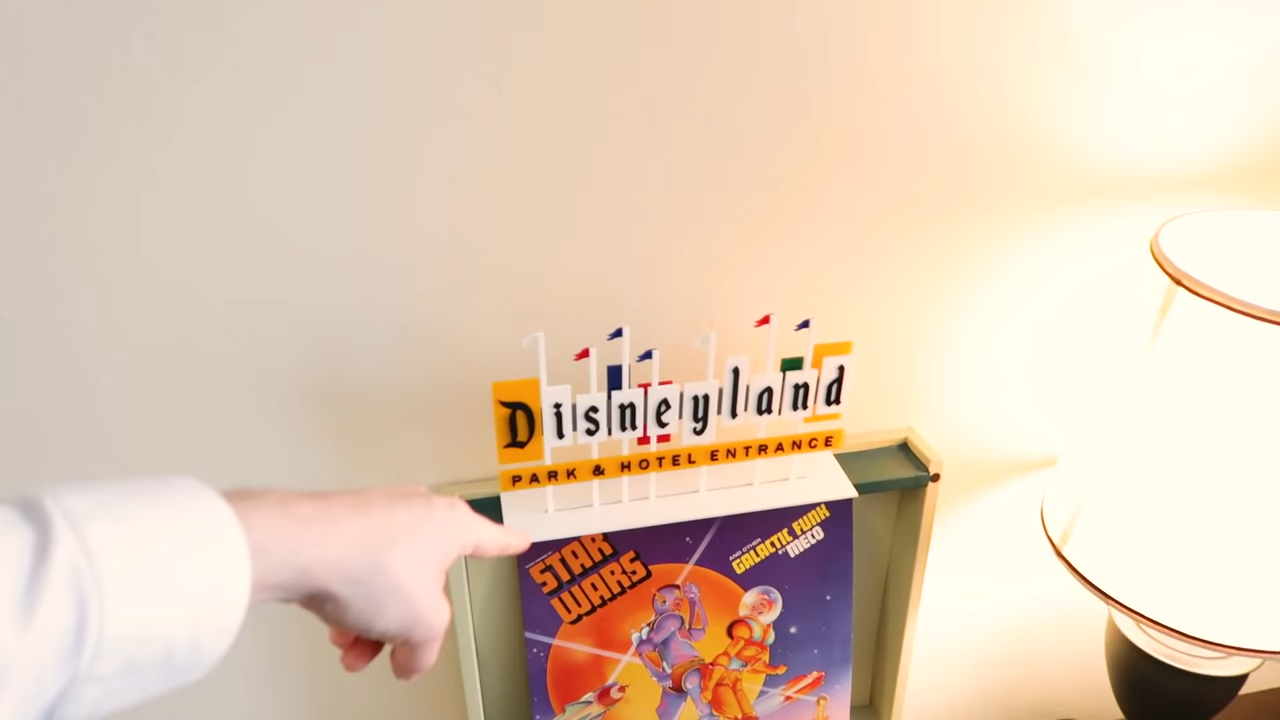 Disneyland
PARK & HOTEL ENTRANCE
STAR
WARS
AND OTHER
GALACTIC FUNK
BY MECO